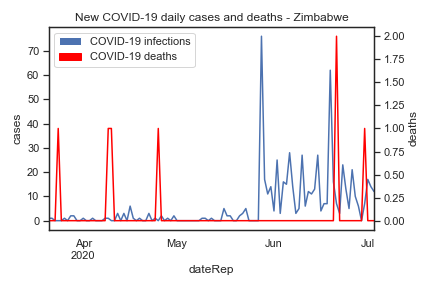 New COVID-19 daily cases and deaths - Zimbabwe
COVID-19 infections
COVID-19 deaths
70
60
50
40
30
20
10
0
cases
2.00
1.75
1.50
1.25
1.00
0.75
0.50
0.25
0.00
deaths
Apr
2020
May
Jun
Jul
dateRep